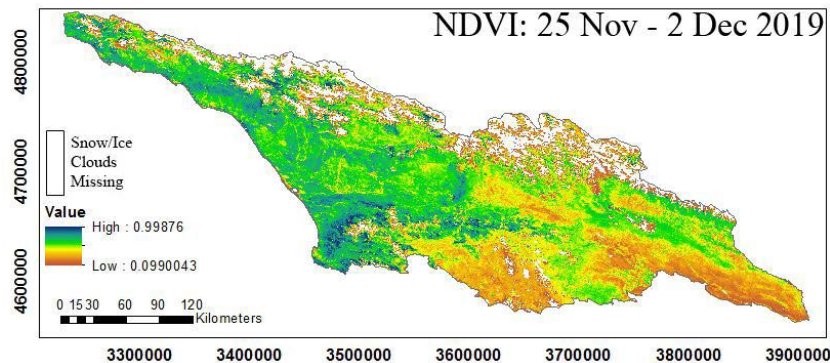 NDVI: 25 Nov - 2 Dec 2019
4800000
4700000
4600000
Snow/Ice
Clouds
Missing
Value
High : 0.99876
Low : 0.0990043
0 15 30 60 90 120
Kilometers
3300000 3400000 3500000 3600000 3700000 3800000 3900000